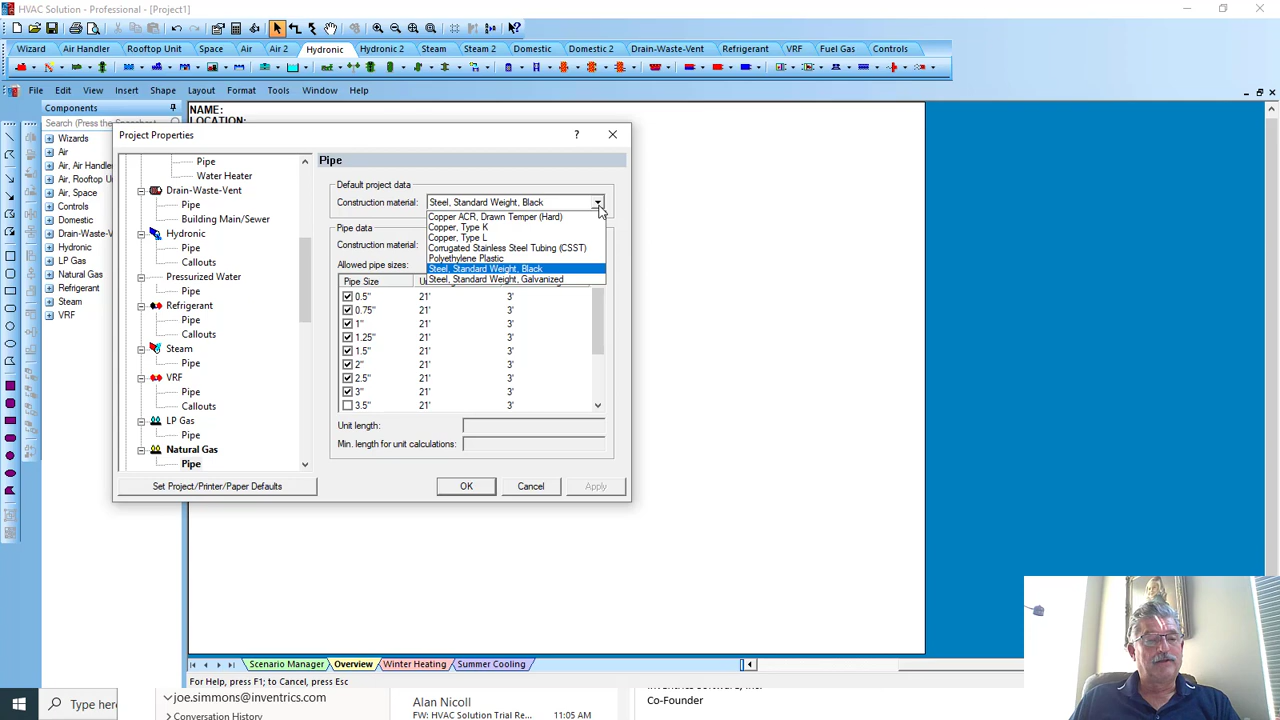 HVAC Solution - Professional - [Project1]
Wizard Air Handler Rooftop Unit Space Air Air 2 Hydronic Hydronic 2 Steam Steam 2 Domestic Domestic 2 Drain-Waste-Vent Refrigerant VRF Fuel Gas Controls
File Edit View Insert Shape Layout Format Tools Window Help
Components
Search (Press the Sna
Wizards
Air
Air, Air Handler
Air, Rooftop U
Air, Space
Controls
Domestic
Drain-Waste-V
Hydronic
LP Gas
Natural Gas
Refrigerant
Steam
VRF
NAME:
LOCATION:
Project Properties
?
Pipe
Water Heater
Drain-Waste-Vent
Pipe
Building Main/Sewer
Hydronic
Pipe
Callouts
Pressurized Water
Pipe
Refrigerant
Pipe
Callouts
Steam
Pipe
VRF
Pipe
Callouts
LP Gas
Pipe
Natural Gas
Pipe
Pipe
Default project data
Construction material: Steel, Standard Weight, Black
Copper ACR, Drawn Temper (Hard)
Copper, Type K
Copper, Type L
Corrugated Stainless Steel Tubing (CSST)
Polyethylene Plastic
Steel, Standard Weight, Black
Steel, Standard Weight, Galvanized
Pipe data
Construction material:
Allowed pipe sizes:
Pipe Size
0.5" 21' 3'
0.75" 21' 3'
1" 21' 3'
1.25" 21' 3'
1.5" 21' 3'
2" 21' 3'
2.5" 21' 3'
3" 21' 3'
3.5" 21' 3'
Unit length:
Min. length for unit calculations:
Set Project/Printer/Paper Defaults OK Cancel Apply
Scenario Manager Overview Winter Heating Summer Cooling
For Help, press F1; to Cancel, press Esc
Type here
joe.simmons@inventrics.com
Conversation History
Alan Nicoll
FW: HVAC Solution Trial Re... 11:05 AM
Co-Founder